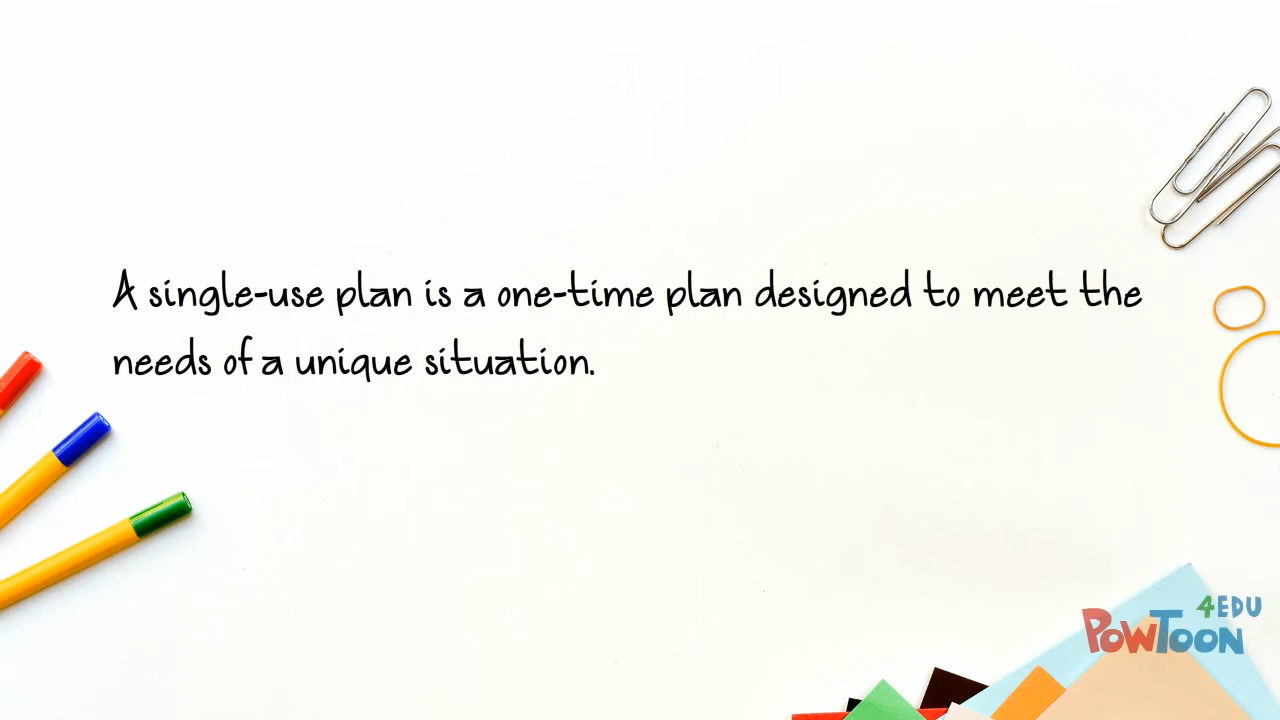 A single-use plan is a one-time plan designed to meet the
needs of a unique situation.
4EDU
POWTOON